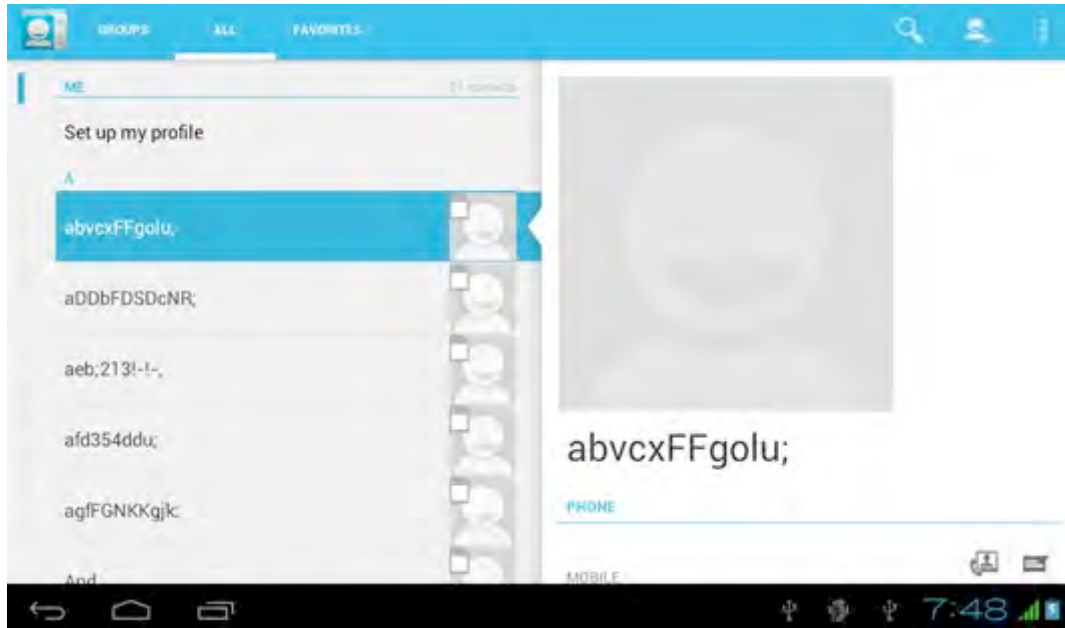 GROUPS ALL FAVORITES
ME
Set up my profile
A
abvcxFFgolu;
aDDbFDSDcNR;
aeb;213!-!-,
afd354ddu;
agfFGNKKgjk:
And
abvcxFFgolu;
PHONE
MOBILE
7:48